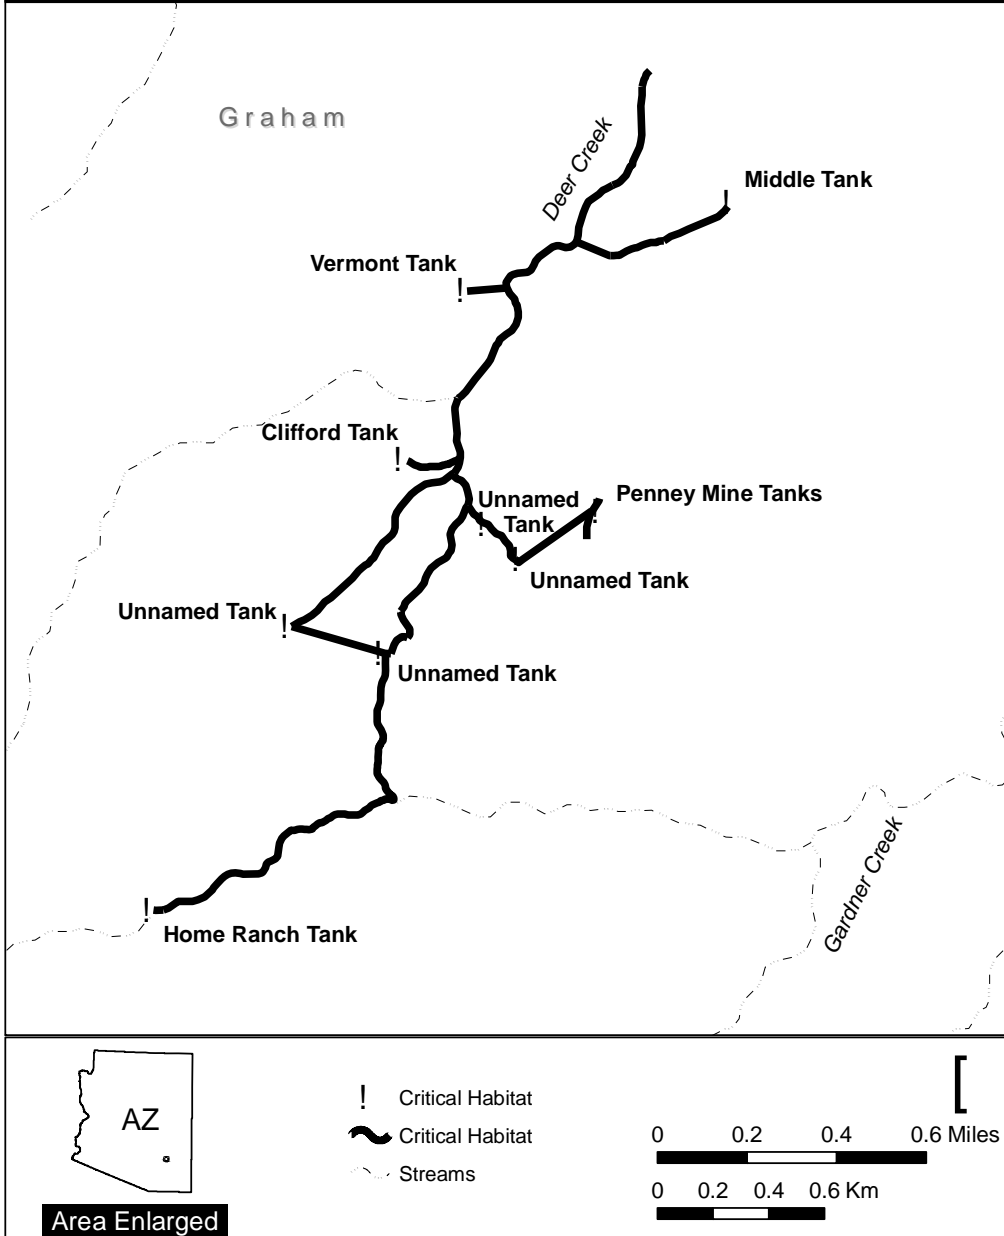 Graham
Deer Creek
Middle Tank
Vermont Tank
Clifford Tank
Unnamed
Tank
Penney Mine Tanks
Unnamed Tank
Unnamed Tank
Unnamed Tank
Home Ranch Tank
Gardner Creek
AZ
Area Enlarged
! Critical Habitat
Critical Habitat
Streams
0 0.2 0.4 0.6 Miles
0 0.2 0.4 0.6 Km